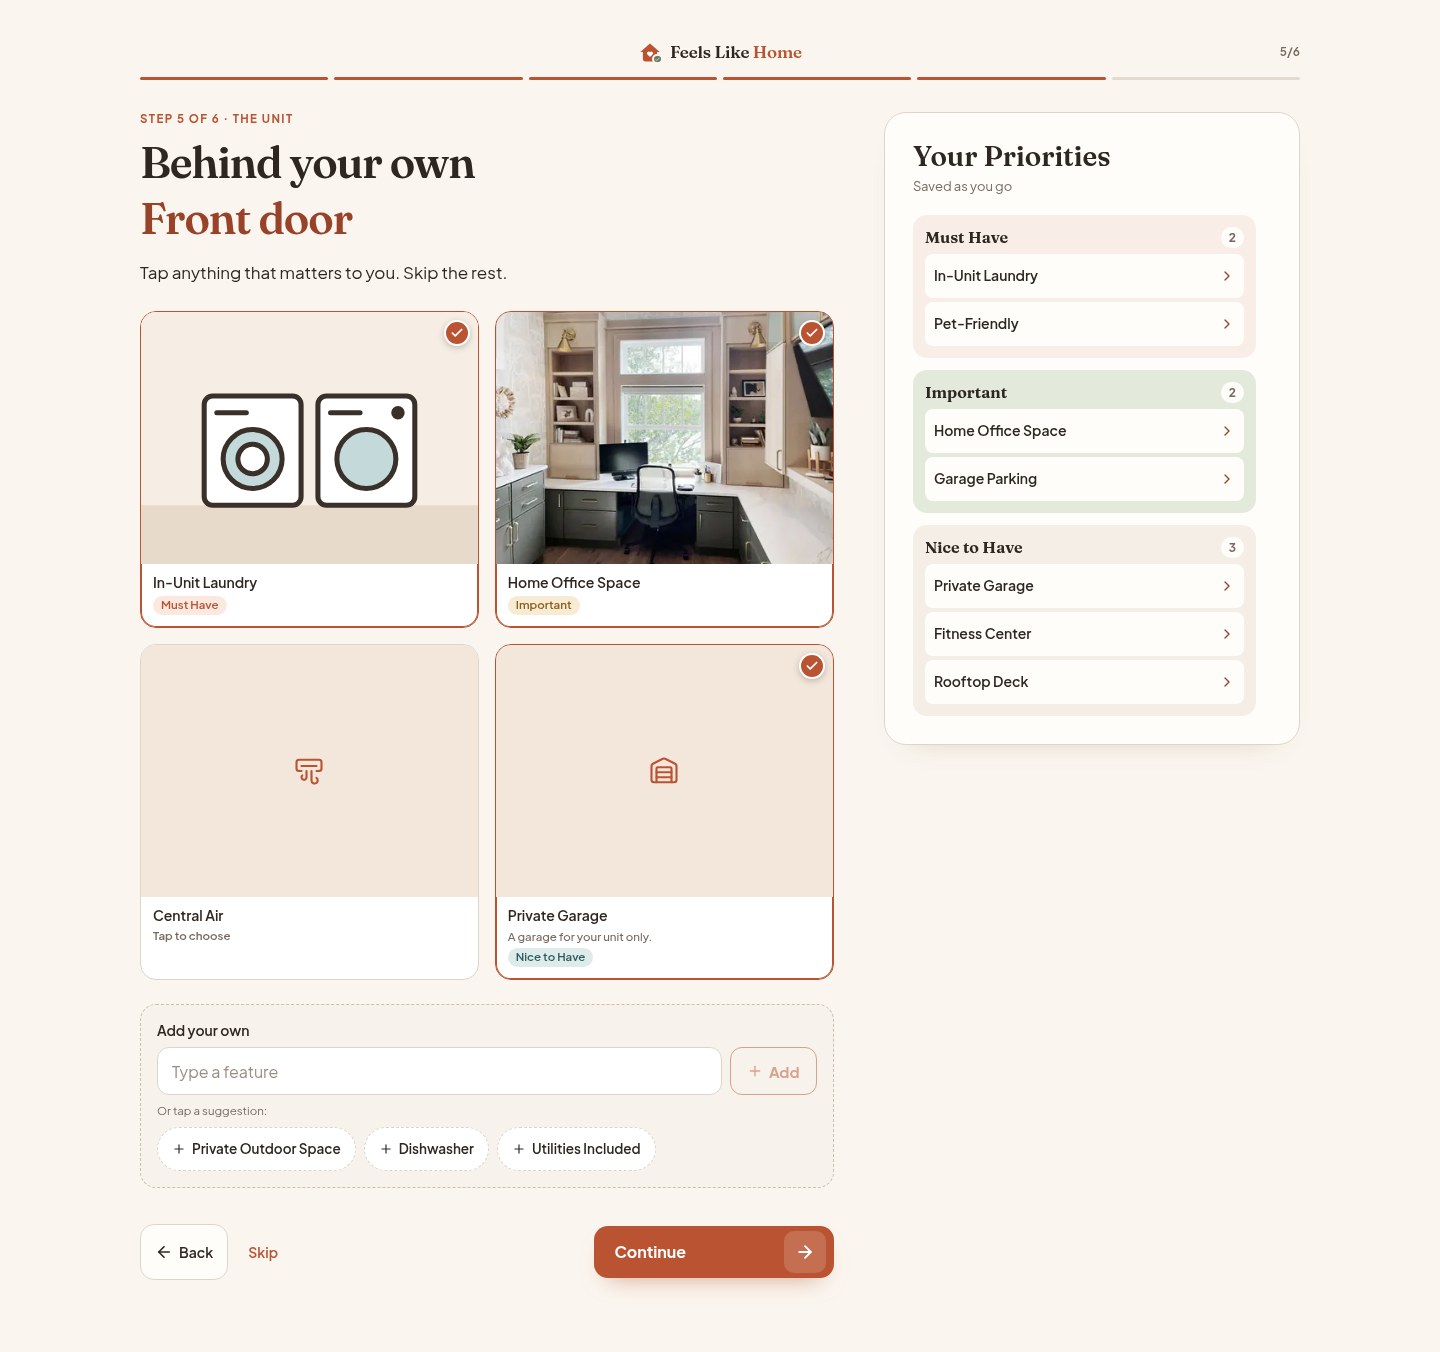 Feels Like Home
5/6
STEP 5 OF 6 · THE UNIT
Behind your own
Front door
Tap anything that matters to you. Skip the rest.
In-Unit Laundry
Must Have
Home Office Space
Important
Central Air
Tap to choose
Private Garage
A garage for your unit only.
Nice to Have
Add your own
Type a feature
+ Add
Or tap a suggestion:
+ Private Outdoor Space
+ Dishwasher
+ Utilities Included
← Back
Skip
Continue →
Your Priorities
Saved as you go
Must Have 2
In-Unit Laundry
Pet-Friendly
Important 2
Home Office Space
Garage Parking
Nice to Have 3
Private Garage
Fitness Center
Rooftop Deck